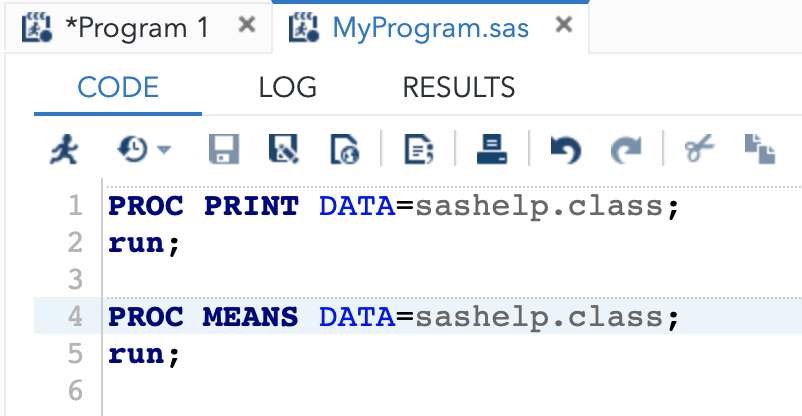 *Program 1 × MyProgram.sas ×
CODE LOG RESULTS
1 PROC PRINT DATA=sashelp.class;
2 run;
3
4 PROC MEANS DATA=sashelp.class;
5 run;
6